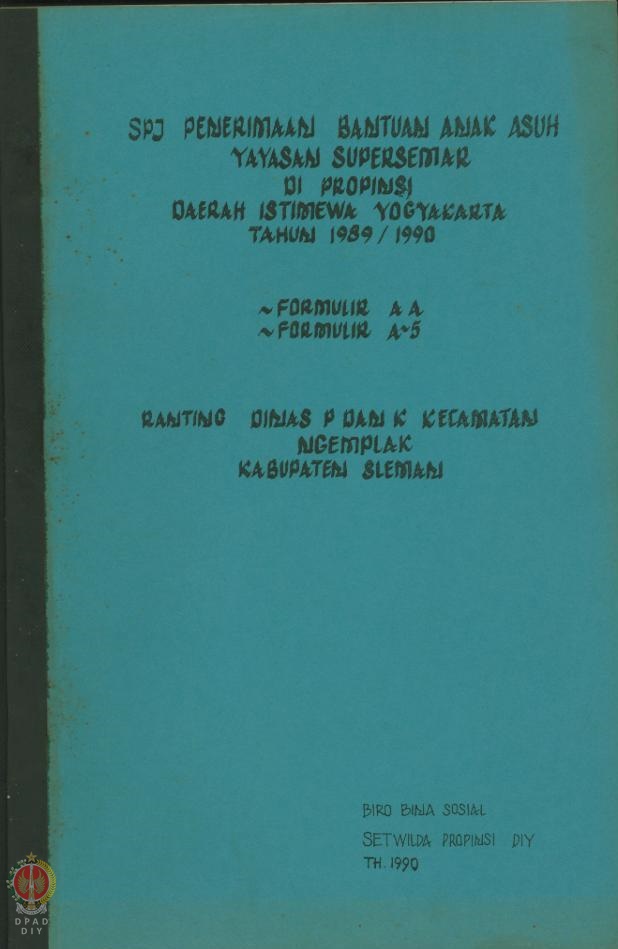 SPJ PENERIMAAN BANTUAN ANAK ASUH
YAYASAN SUPERSEMAR
DI PROPINSI
DAERAH ISTIMEWA YOGYAKARTA
TAHUN 1989 / 1990
~ FORMULIR A A
~ FORMULIR A~5
RANTING DINAS P DAN K KECAMATAN
NGEMPLAK
KABUPATEN SLEMAN
BIRO BINA SOSIAL
SETWILDA PROPINSI DIY
TH. 1990
DPAD
DIY